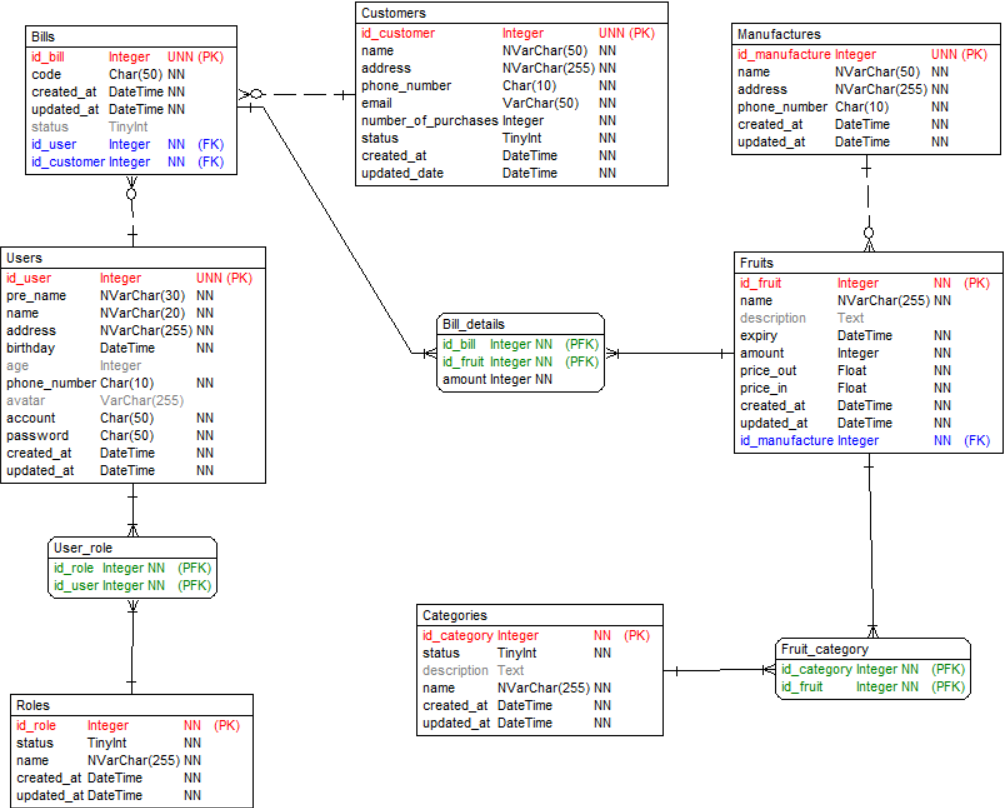 Bills
id_bill Integer UNN (PK)
code Char(50) NN
created_at DateTime NN
updated_at DateTime NN
status TinyInt
id_user Integer NN (FK)
id_customer Integer NN (FK)
Customers
id_customer Integer UNN (PK)
name NVarChar(50) NN
address NVarChar(255) NN
phone_number Char(10) NN
email VarChar(50) NN
number_of_purchases Integer NN
status TinyInt NN
created_at DateTime NN
updated_date DateTime NN
Manufactures
id_manufacture Integer UNN (PK)
name NVarChar(50) NN
address NVarChar(255) NN
phone_number Char(10) NN
created_at DateTime NN
updated_at DateTime NN
Users
id_user Integer UNN (PK)
pre_name NVarChar(30) NN
name NVarChar(20) NN
address NVarChar(255) NN
birthday DateTime NN
age Integer
phone_number Char(10) NN
avatar VarChar(255)
account Char(50) NN
password Char(50) NN
created_at DateTime NN
updated_at DateTime NN
Bill_details
id_bill Integer NN (PFK)
id_fruit Integer NN (PFK)
amount Integer NN
Fruits
id_fruit Integer NN (PK)
name NVarChar(255) NN
description Text
expiry DateTime NN
amount Integer NN
price_out Float NN
price_in Float NN
created_at DateTime NN
updated_at DateTime NN
id_manufacture Integer NN (FK)
User_role
id_role Integer NN (PFK)
id_user Integer NN (PFK)
Categories
id_category Integer NN (PK)
status TinyInt NN
description Text
name NVarChar(255) NN
created_at DateTime NN
updated_at DateTime NN
Fruit_category
id_category Integer NN (PFK)
id_fruit Integer NN (PFK)
Roles
id_role Integer NN (PK)
status TinyInt NN
name NVarChar(255) NN
created_at DateTime NN
updated_at DateTime NN